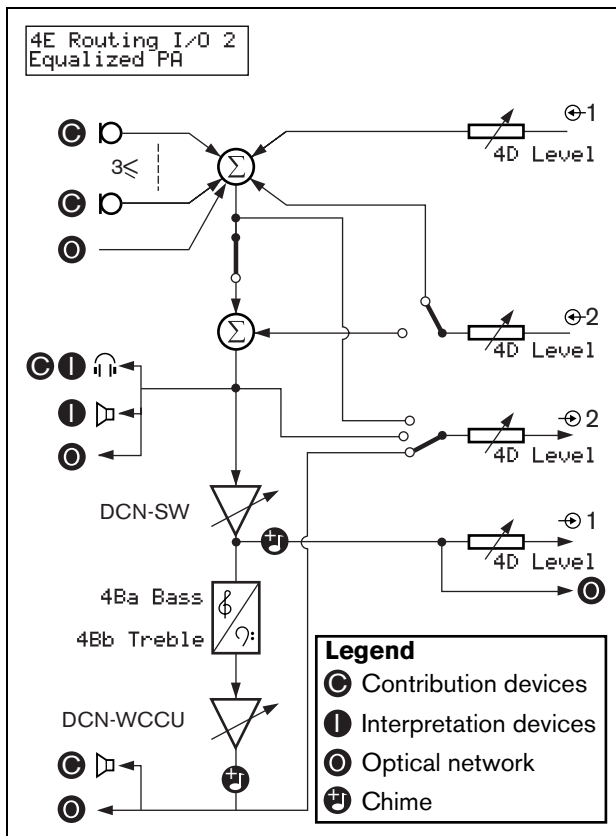 4E Routing I/O 2
Equalized PA
C
1
4D Level
3≤
Σ
C
O
2
4D Level
Σ
C I
I
2
4D Level
O
DCN-SW
1
4D Level
O
4Ba Bass
4Bb Treble
DCN-WCCU
C
O
Legend
C Contribution devices
I Interpretation devices
O Optical network
Chime